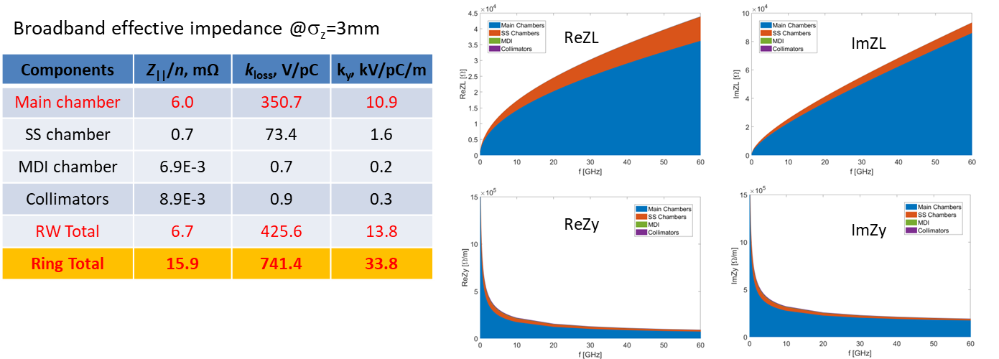 Broadband effective impedance @σz=3mm
Components Z||/n, mΩ kloss, V/pC ky, kV/pC/m
Main chamber 6.0 350.7 10.9
SS chamber 0.7 73.4 1.6
MDI chamber 6.9E-3 0.7 0.2
Collimators 8.9E-3 0.9 0.3
RW Total 6.7 425.6 13.8
Ring Total 15.9 741.4 33.8
×10⁴
4.5
4
3.5
3
2.5
2
1.5
1
0.5
0
ReZL [Ω]
Main Chambers
SS Chambers
MDI
Collimators
ReZL
0 10 20 30 40 50 60
f [GHz]
×10⁴
10
8
6
4
2
0
ImZL [Ω]
Main Chambers
SS Chambers
MDI
Collimators
ImZL
0 10 20 30 40 50 60
f [GHz]
×10⁵
15
10
5
0
ReZy [Ω/m]
Main Chambers
SS Chambers
MDI
Collimators
ReZy
0 10 20 30 40 50 60
f [GHz]
×10⁵
15
10
5
0
ImZy [Ω/m]
Main Chambers
SS Chambers
MDI
Collimators
ImZy
0 10 20 30 40 50 60
f [GHz]